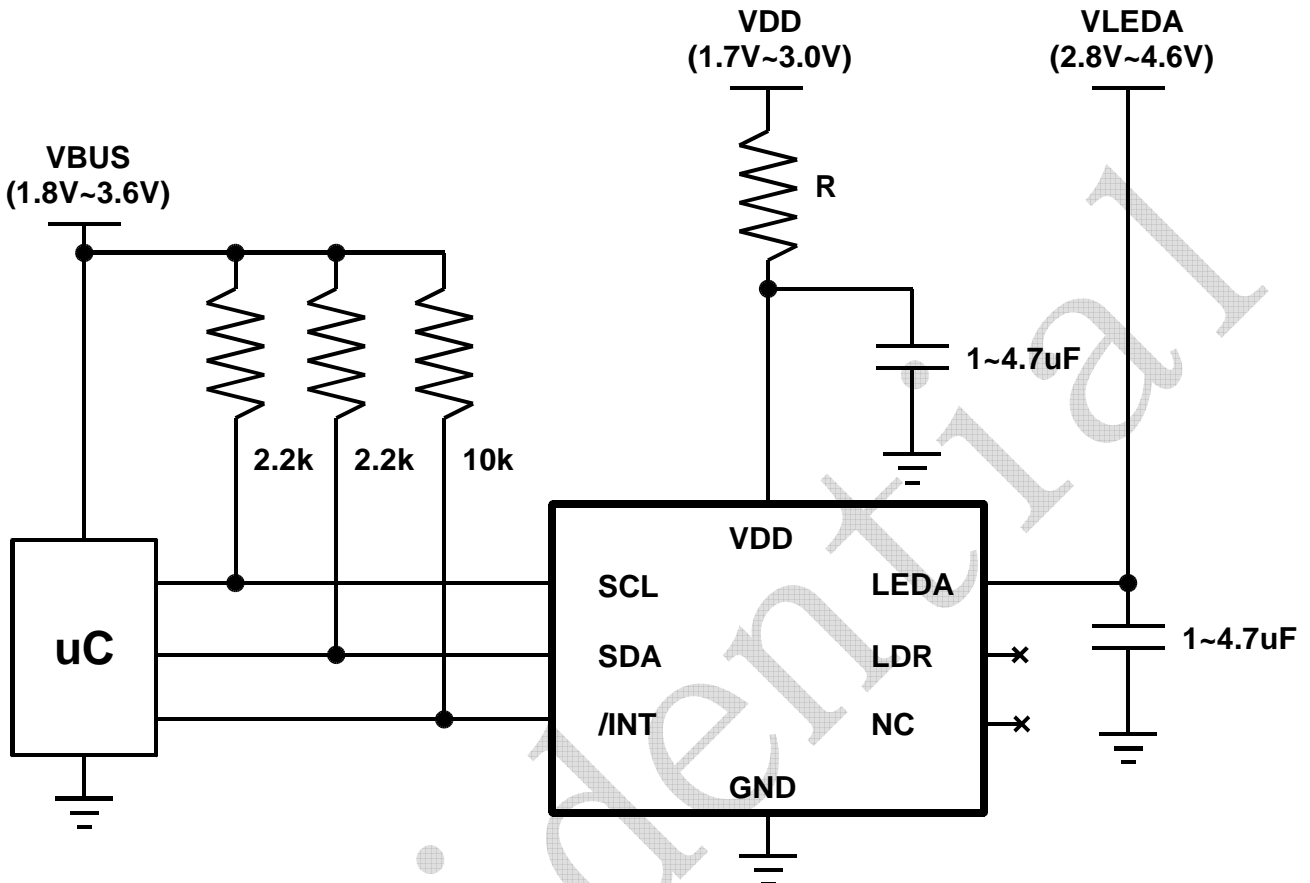 VDD
(1.7V~3.0V)
VLEDA
(2.8V~4.6V)
VBUS
(1.8V~3.6V)
R
1~4.7uF
2.2k
2.2k
10k
VDD
SCL
LEDA
uC
SDA
LDR
1~4.7uF
/INT
NC
GND
idential